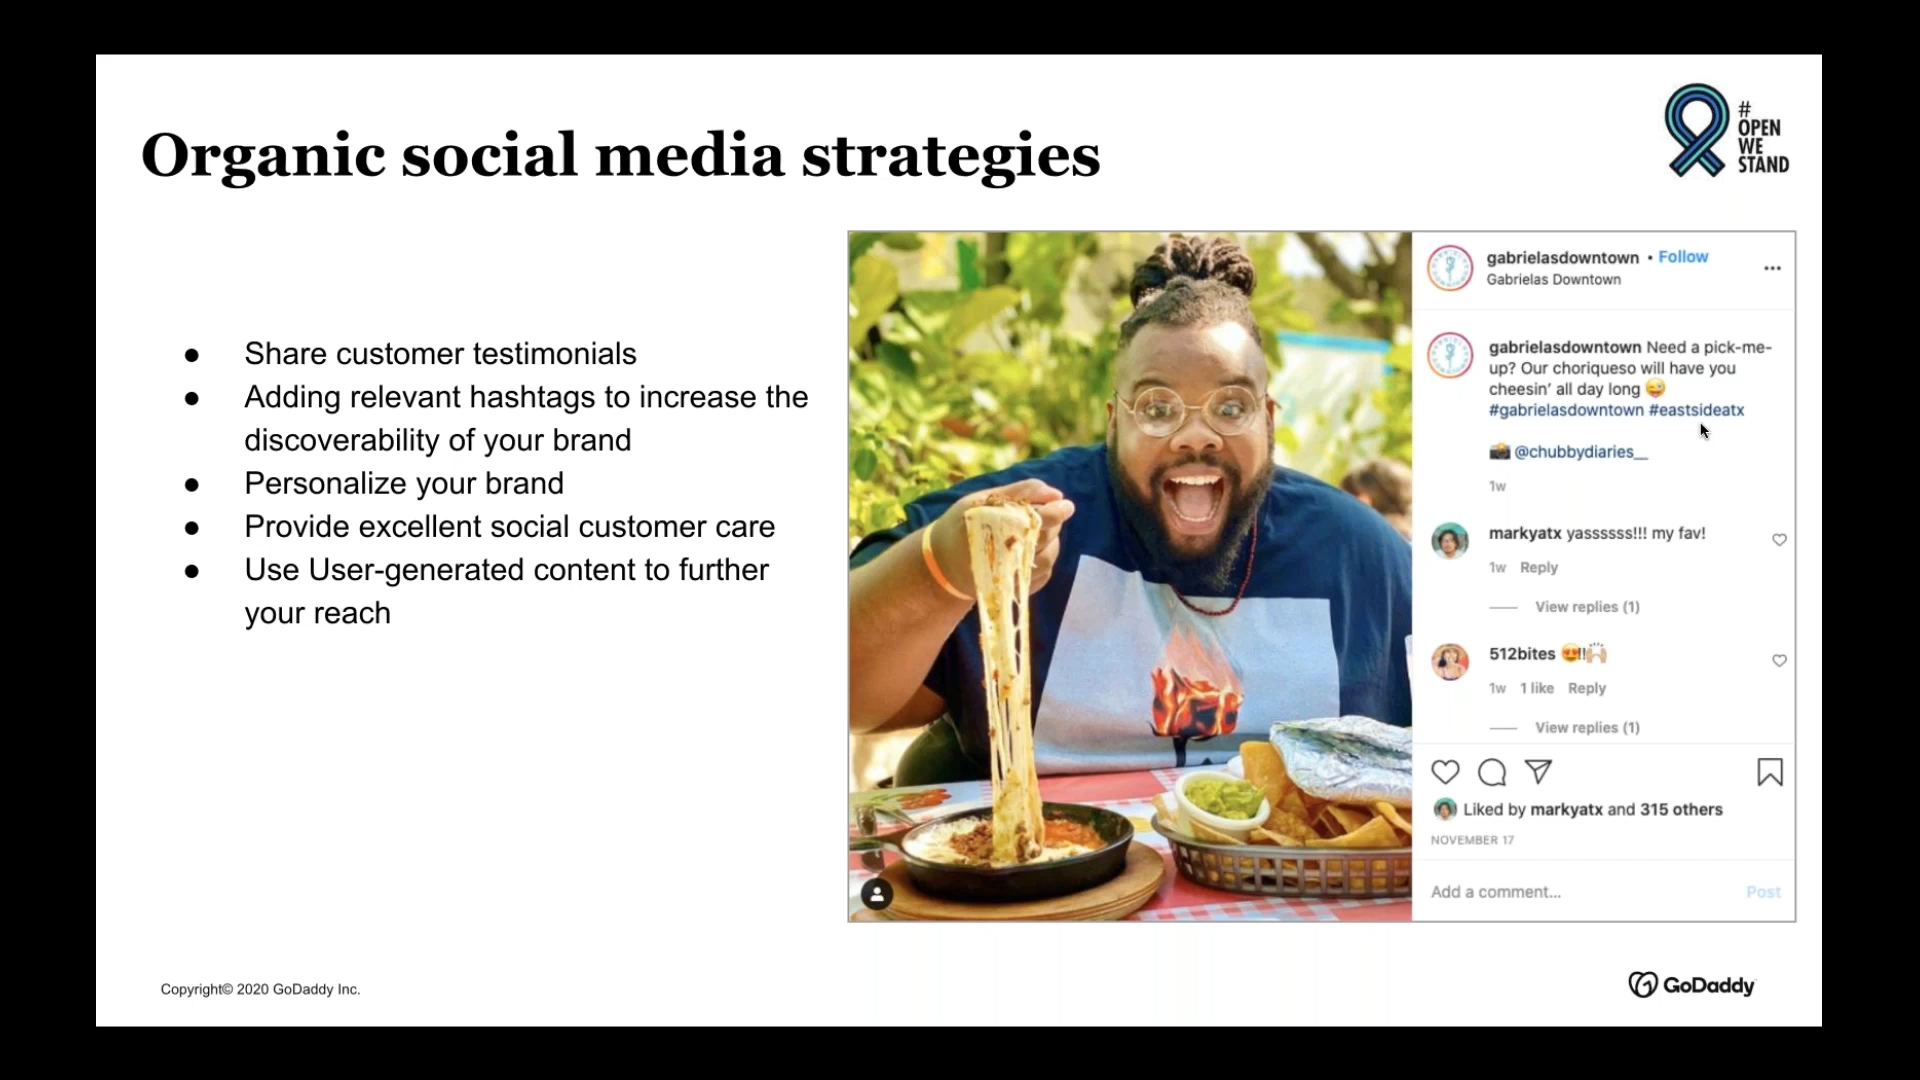 Organic social media strategies
#
OPEN
WE
STAND
● Share customer testimonials
● Adding relevant hashtags to increase the
discoverability of your brand
● Personalize your brand
● Provide excellent social customer care
● Use User-generated content to further
your reach
gabrielasdowntown • Follow
Gabrielas Downtown
gabrielasdowntown Need a pick-me-
up? Our choriqueso will have you
cheesin’ all day long 😜
#gabrielasdowntown #eastsideatx
📸 @chubbydiaries__
1w
markyatx yassssss!!! my fav!
1w Reply
View replies (1)
512bites 😍!!🙌🏼
1w 1 like Reply
View replies (1)
Liked by markyatx and 315 others
NOVEMBER 17
Add a comment... Post
Copyright© 2020 GoDaddy Inc.
GoDaddy